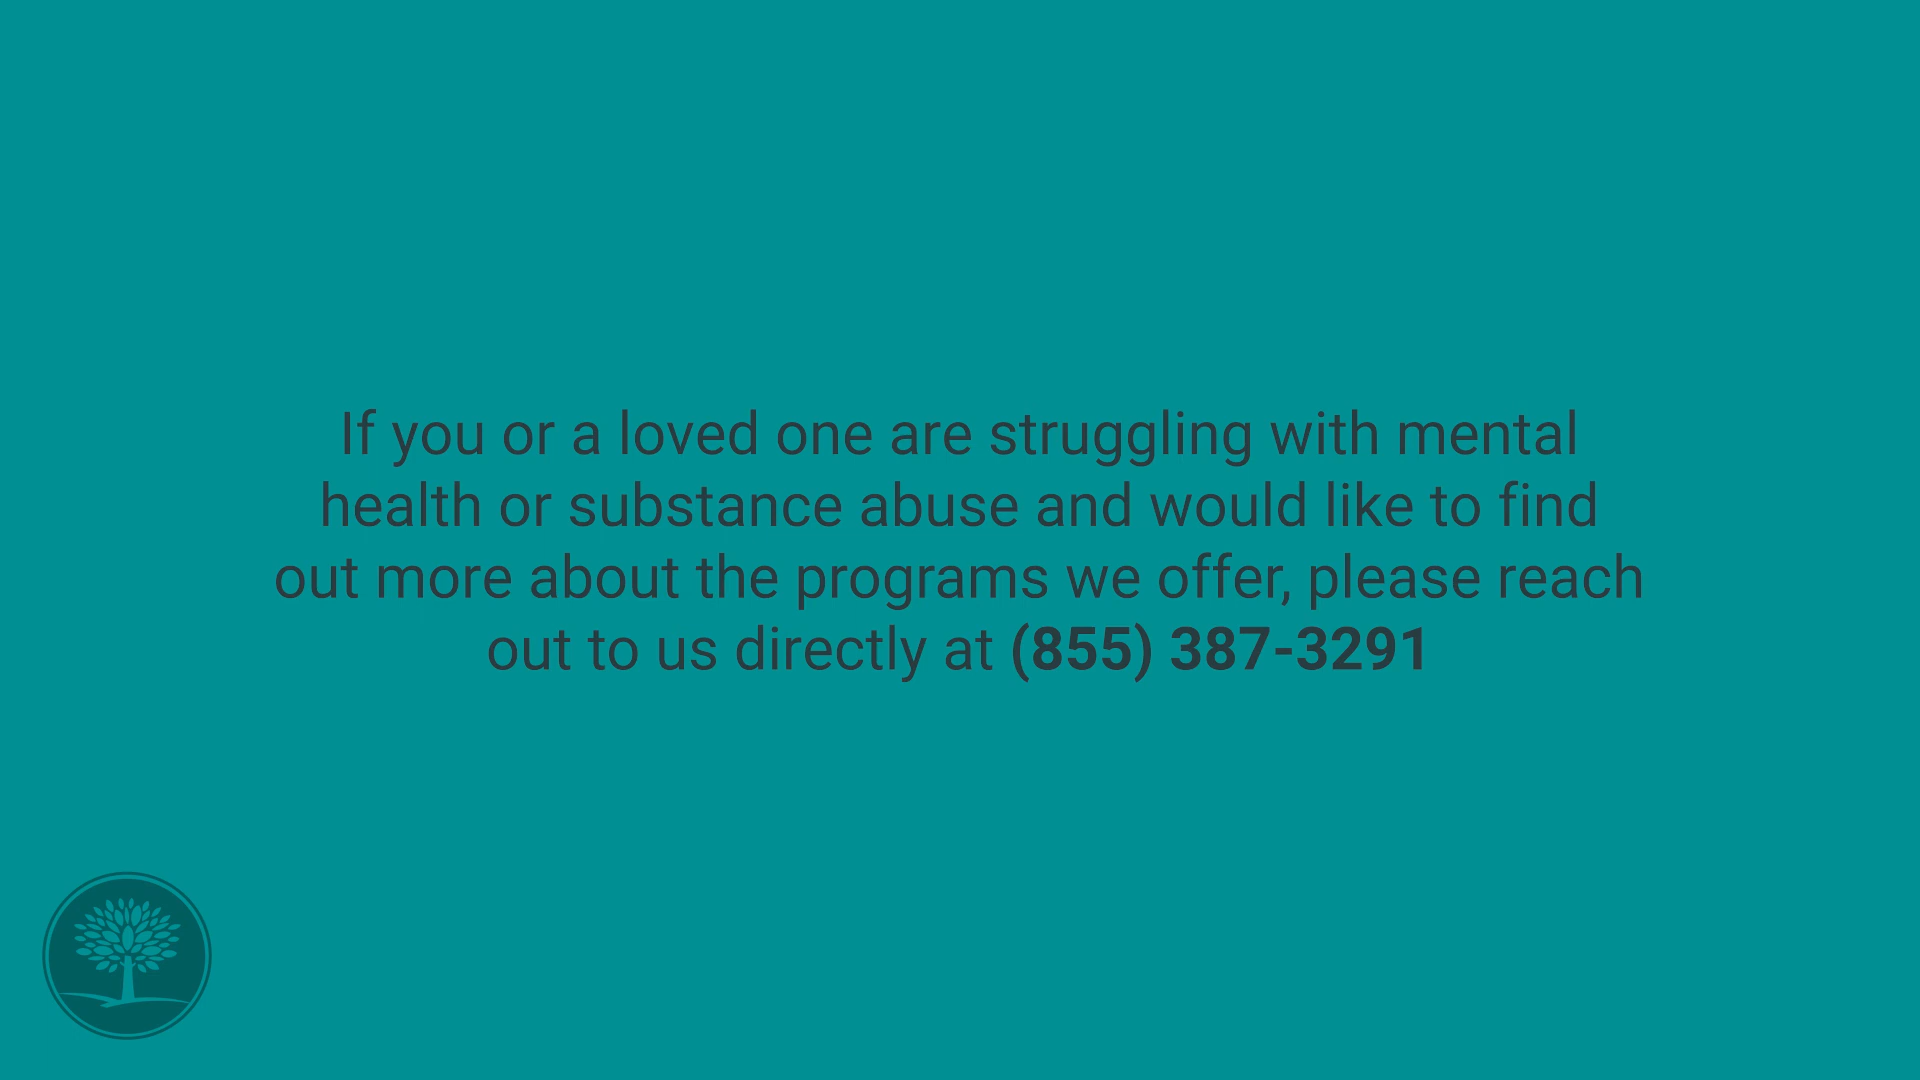 If you or a loved one are struggling with mental
health or substance abuse and would like to find
out more about the programs we offer, please reach
out to us directly at (855) 387-3291